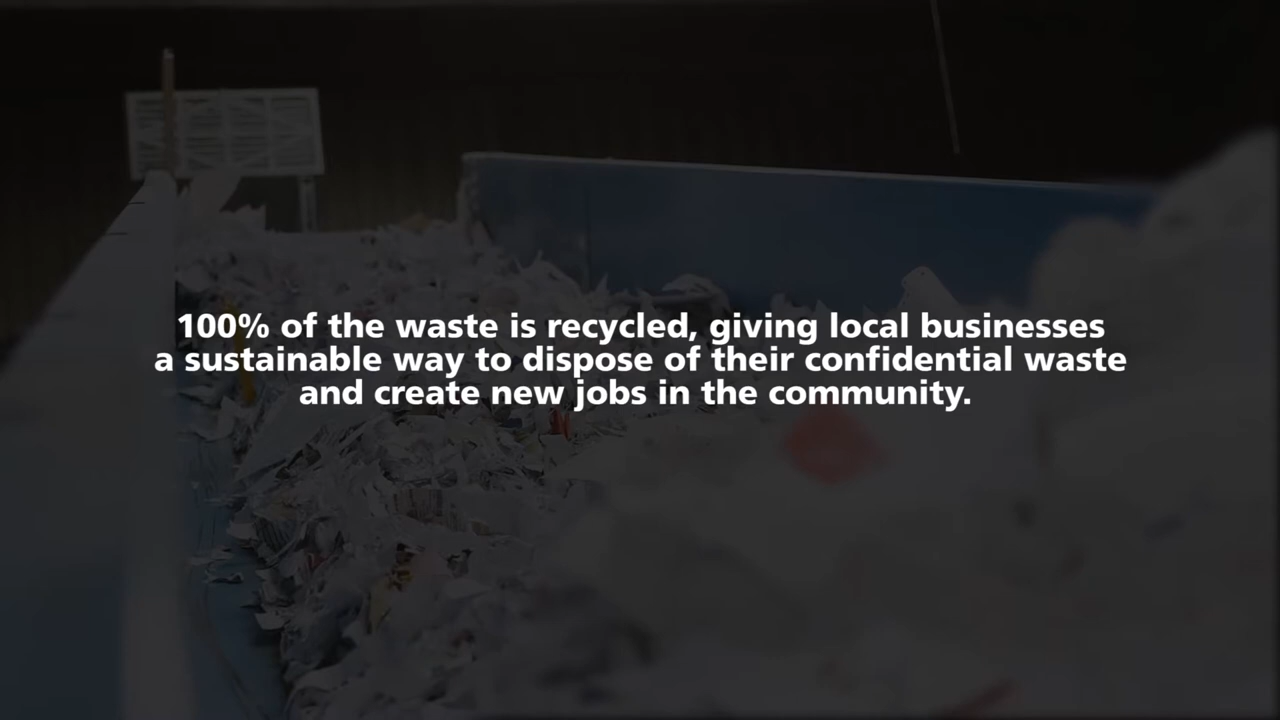 100% of the waste is recycled, giving local businesses
a sustainable way to dispose of their confidential waste
and create new jobs in the community.